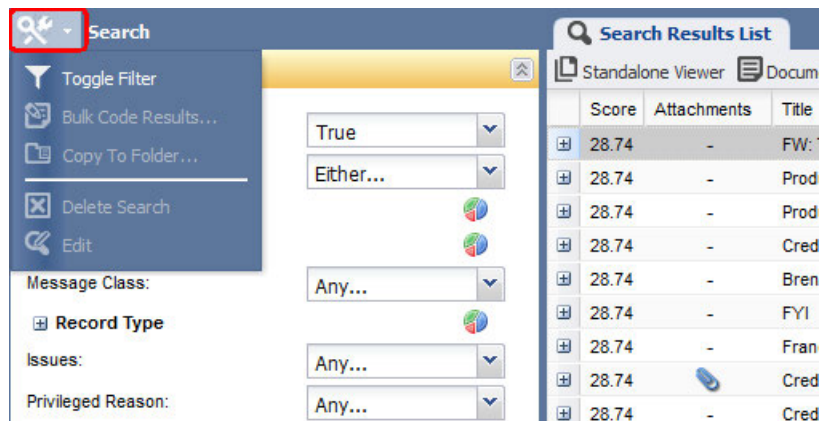 Search
Toggle Filter
Bulk Code Results...
Copy To Folder...
Delete Search
Edit
True
Either...
Message Class:
Any...
Record Type
Issues:
Any...
Privileged Reason:
Any...
Search Results List
Standalone Viewer Docum
Score Attachments Title
28.74 - FW:
28.74 - Prod
28.74 - Prod
28.74 - Cred
28.74 - Bren
28.74 - FYI
28.74 - Fran
28.74 Cred
28.74 - Cred